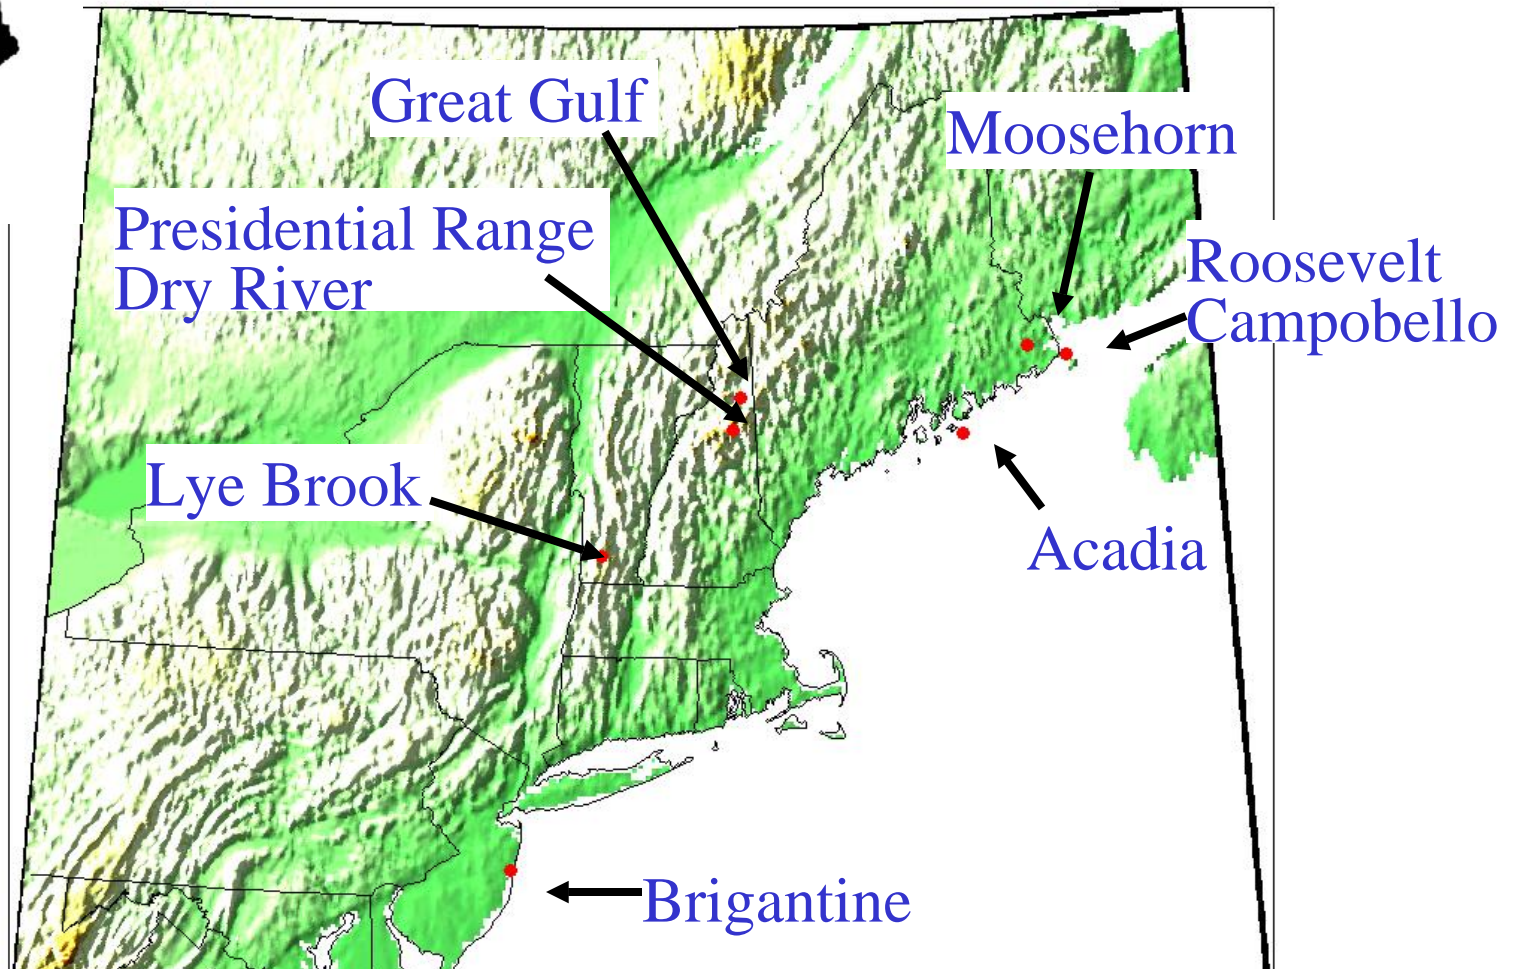 Great Gulf
Moosehorn
Presidential Range
Dry River
Roosevelt
Campobello
Lye Brook
Acadia
Brigantine